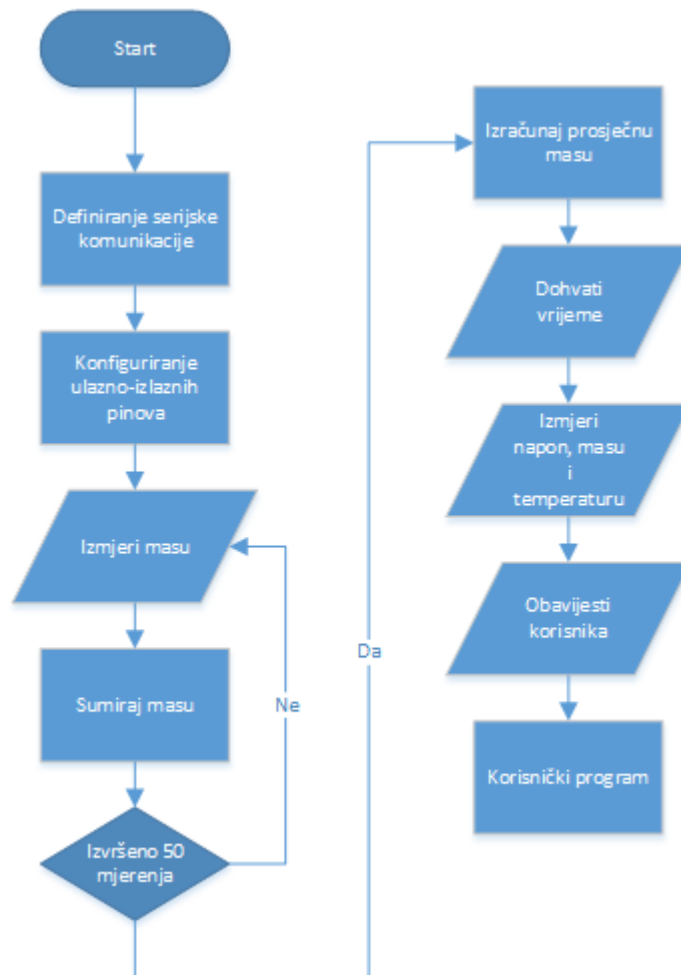 Start
Definiranje serijske
komunikacije
Konfiguriranje
ulazno-izlaznih
pinova
Izmjeri masu
Sumiraj masu
Ne
Izvršeno 50
mjerenja
Da
Izračunaj prosječnu
masu
Dohvati
vrijeme
Izmjeri
napon, masu
i
temperaturu
Obavijesti
korisnika
Korisnički program